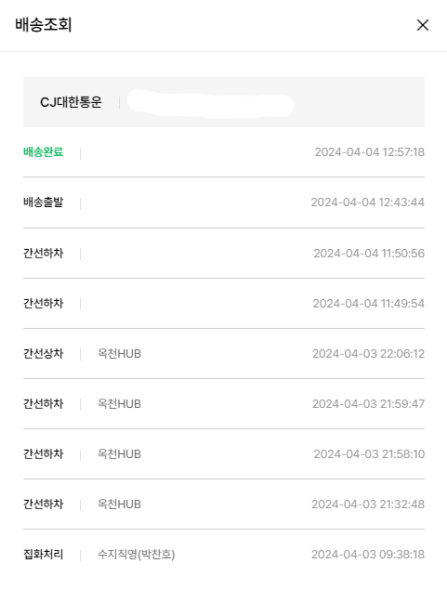 배송조회
CJ대한통운
배송완료 2024-04-04 12:57:18
배송출발 2024-04-04 12:43:44
간선하차 2024-04-04 11:50:56
간선하차 2024-04-04 11:49:54
간선상차 옥천HUB 2024-04-03 22:06:12
간선하차 옥천HUB 2024-04-03 21:59:47
간선하차 옥천HUB 2024-04-03 21:58:10
간선하차 옥천HUB 2024-04-03 21:32:48
집화처리 수지직영(박찬호) 2024-04-03 09:38:18